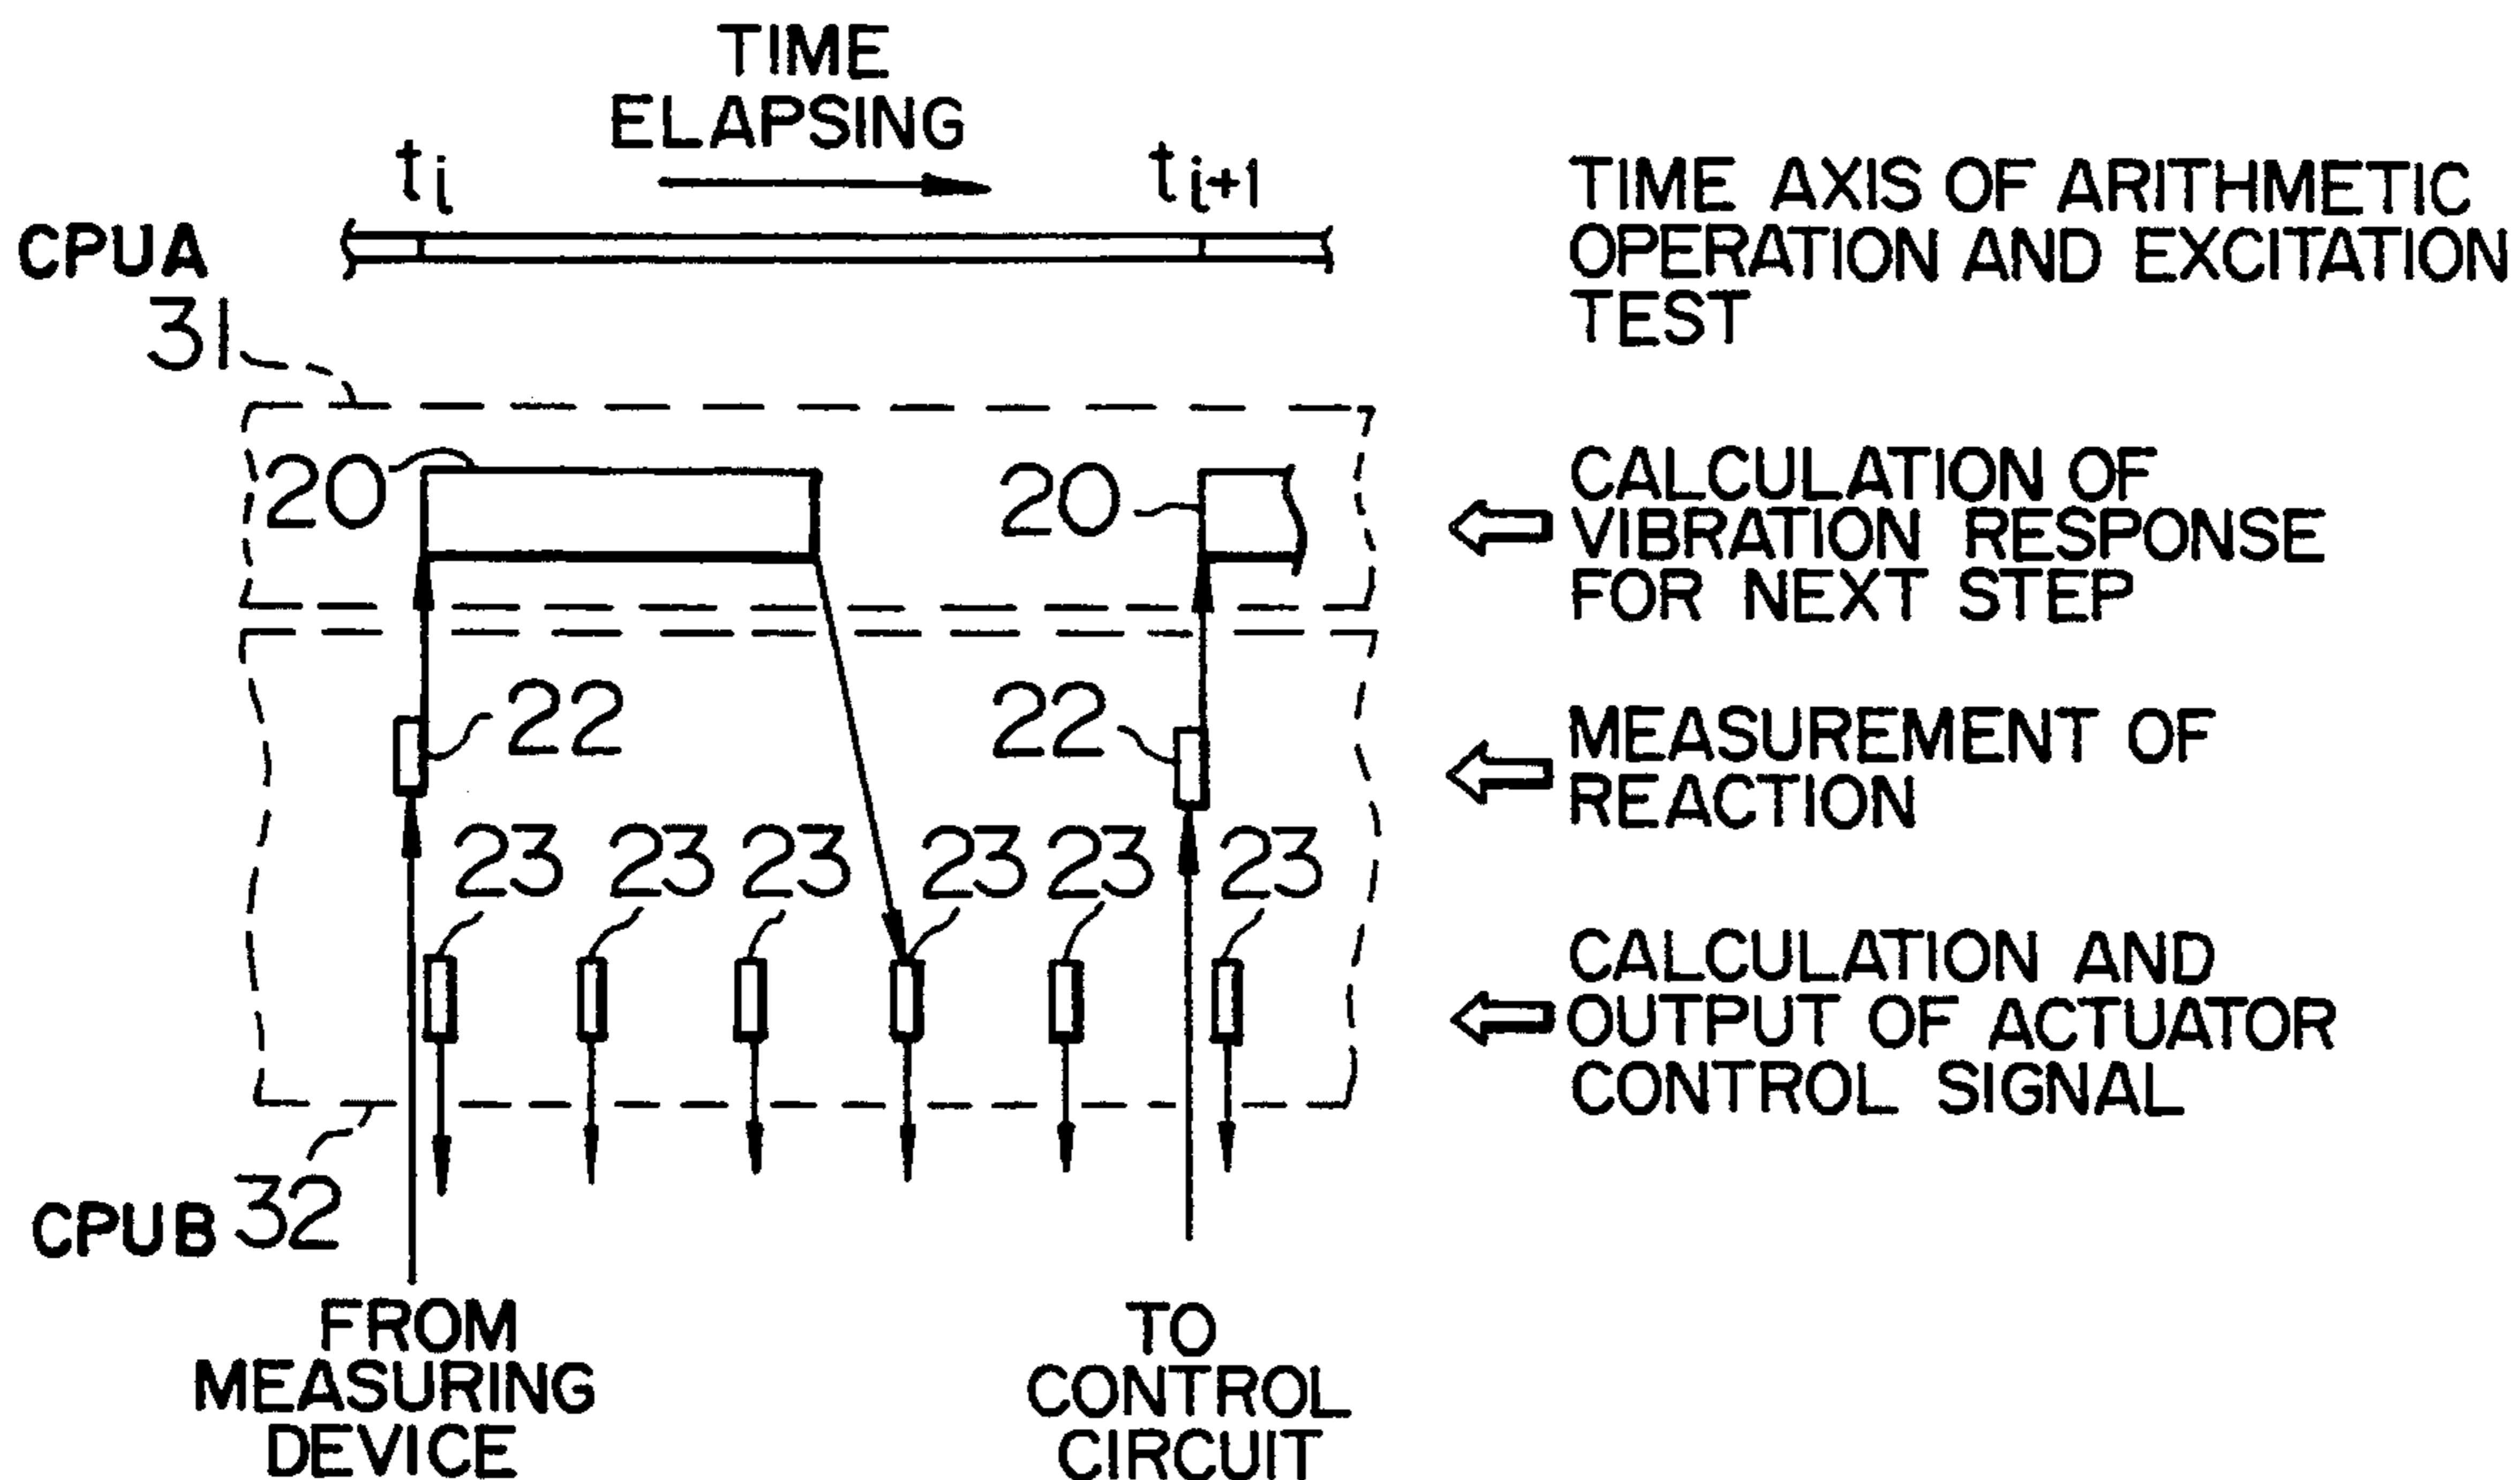 TIME
ELAPSING
ti
ti+1
CPUA
31
TIME AXIS OF ARITHMETIC
OPERATION AND EXCITATION
TEST
20
20
CALCULATION OF
VIBRATION RESPONSE
FOR NEXT STEP
22
22
MEASUREMENT OF
REACTION
23 23 23 23 23 23
CALCULATION AND
OUTPUT OF ACTUATOR
CONTROL SIGNAL
CPUB 32
FROM
MEASURING
DEVICE
TO
CONTROL
CIRCUIT